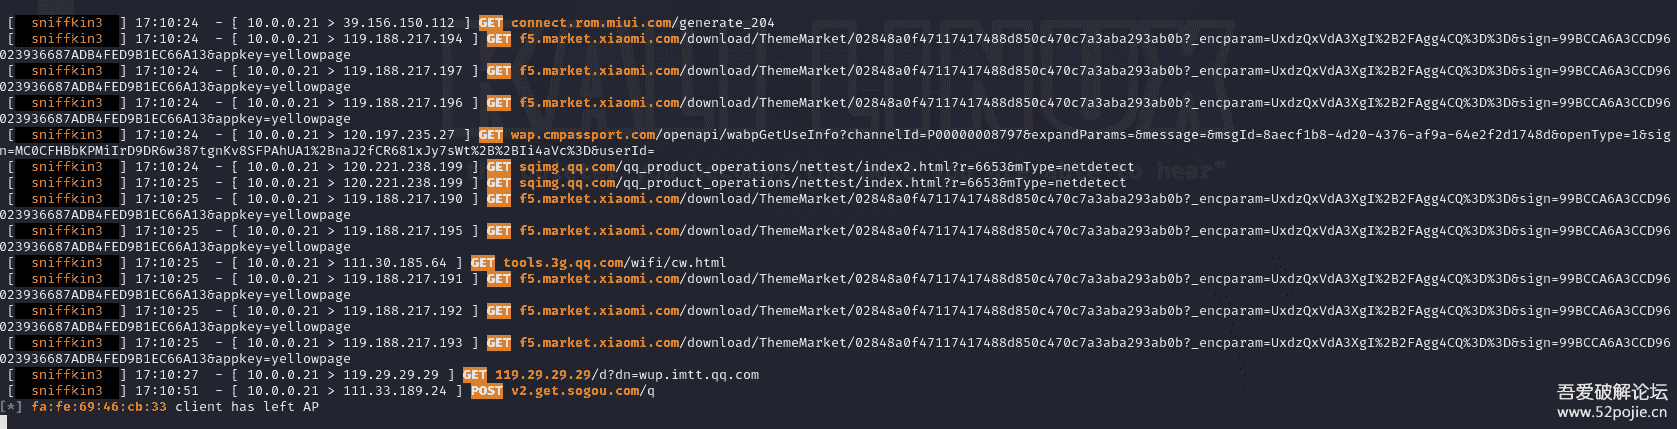 [ sniffkin3 ] 17:10:24 - [ 10.0.0.21 > 39.156.150.112 ] GET connect.rom.miui.com/generate_204
[ sniffkin3 ] 17:10:24 - [ 10.0.0.21 > 119.188.217.194 ] GET f5.market.xiaomi.com/download/ThemeMarket/02848a0f47117417488d850c470c7a3aba293ab0b?_encparam=UxdzQxVdA3XgI%2B2FAgg4CQ%3D%3D&sign=99BCCA6A3CCD96
023936687ADB4FED9B1EC66A13&appkey=yellowpage
[ sniffkin3 ] 17:10:24 - [ 10.0.0.21 > 119.188.217.197 ] GET f5.market.xiaomi.com/download/ThemeMarket/02848a0f47117417488d850c470c7a3aba293ab0b?_encparam=UxdzQxVdA3XgI%2B2FAgg4CQ%3D%3D&sign=99BCCA6A3CCD96
023936687ADB4FED9B1EC66A13&appkey=yellowpage
[ sniffkin3 ] 17:10:24 - [ 10.0.0.21 > 119.188.217.196 ] GET f5.market.xiaomi.com/download/ThemeMarket/02848a0f47117417488d850c470c7a3aba293ab0b?_encparam=UxdzQxVdA3XgI%2B2FAgg4CQ%3D%3D&sign=99BCCA6A3CCD96
023936687ADB4FED9B1EC66A13&appkey=yellowpage
[ sniffkin3 ] 17:10:24 - [ 10.0.0.21 > 120.197.235.27 ] GET wap.cmpassport.com/openapi/wabpGetUseInfo?channelId=P00000008797&expandParams=&message=&msgId=8aecf1b8-4d20-4376-af9a-64e2f2d1748d&openType=1&sig
n=MC0CFHBbKPMiIrD9DR6w387tgnKv8SFPAhUA1%2BnaJ2fCR681xJy7sWt%2B%2BIi4aVc%3D&userId=
[ sniffkin3 ] 17:10:24 - [ 10.0.0.21 > 120.221.238.199 ] GET sqimg.qq.com/qq_product_operations/nettest/index2.html?r=6653&mType=netdetect
[ sniffkin3 ] 17:10:25 - [ 10.0.0.21 > 120.221.238.199 ] GET sqimg.qq.com/qq_product_operations/nettest/index.html?r=6653&mType=netdetect
[ sniffkin3 ] 17:10:25 - [ 10.0.0.21 > 119.188.217.190 ] GET f5.market.xiaomi.com/download/ThemeMarket/02848a0f47117417488d850c470c7a3aba293ab0b?_encparam=UxdzQxVdA3XgI%2B2FAgg4CQ%3D%3D&sign=99BCCA6A3CCD96
023936687ADB4FED9B1EC66A13&appkey=yellowpage
[ sniffkin3 ] 17:10:25 - [ 10.0.0.21 > 119.188.217.195 ] GET f5.market.xiaomi.com/download/ThemeMarket/02848a0f47117417488d850c470c7a3aba293ab0b?_encparam=UxdzQxVdA3XgI%2B2FAgg4CQ%3D%3D&sign=99BCCA6A3CCD96
023936687ADB4FED9B1EC66A13&appkey=yellowpage
[ sniffkin3 ] 17:10:25 - [ 10.0.0.21 > 111.30.185.64 ] GET tools.3g.qq.com/wifi/cw.html
[ sniffkin3 ] 17:10:25 - [ 10.0.0.21 > 119.188.217.191 ] GET f5.market.xiaomi.com/download/ThemeMarket/02848a0f47117417488d850c470c7a3aba293ab0b?_encparam=UxdzQxVdA3XgI%2B2FAgg4CQ%3D%3D&sign=99BCCA6A3CCD96
023936687ADB4FED9B1EC66A13&appkey=yellowpage
[ sniffkin3 ] 17:10:25 - [ 10.0.0.21 > 119.188.217.192 ] GET f5.market.xiaomi.com/download/ThemeMarket/02848a0f47117417488d850c470c7a3aba293ab0b?_encparam=UxdzQxVdA3XgI%2B2FAgg4CQ%3D%3D&sign=99BCCA6A3CCD96
023936687ADB4FED9B1EC66A13&appkey=yellowpage
[ sniffkin3 ] 17:10:25 - [ 10.0.0.21 > 119.188.217.193 ] GET f5.market.xiaomi.com/download/ThemeMarket/02848a0f47117417488d850c470c7a3aba293ab0b?_encparam=UxdzQxVdA3XgI%2B2FAgg4CQ%3D%3D&sign=99BCCA6A3CCD96
023936687ADB4FED9B1EC66A13&appkey=yellowpage
[ sniffkin3 ] 17:10:27 - [ 10.0.0.21 > 119.29.29.29 ] GET 119.29.29.29/d?dn=wup.imtt.qq.com
[ sniffkin3 ] 17:10:51 - [ 10.0.0.21 > 111.33.189.24 ] POST v2.get.sogou.com/q
[*] fa:fe:69:46:cb:33 client has left AP
吾爱破解论坛
www.52pojie.cn